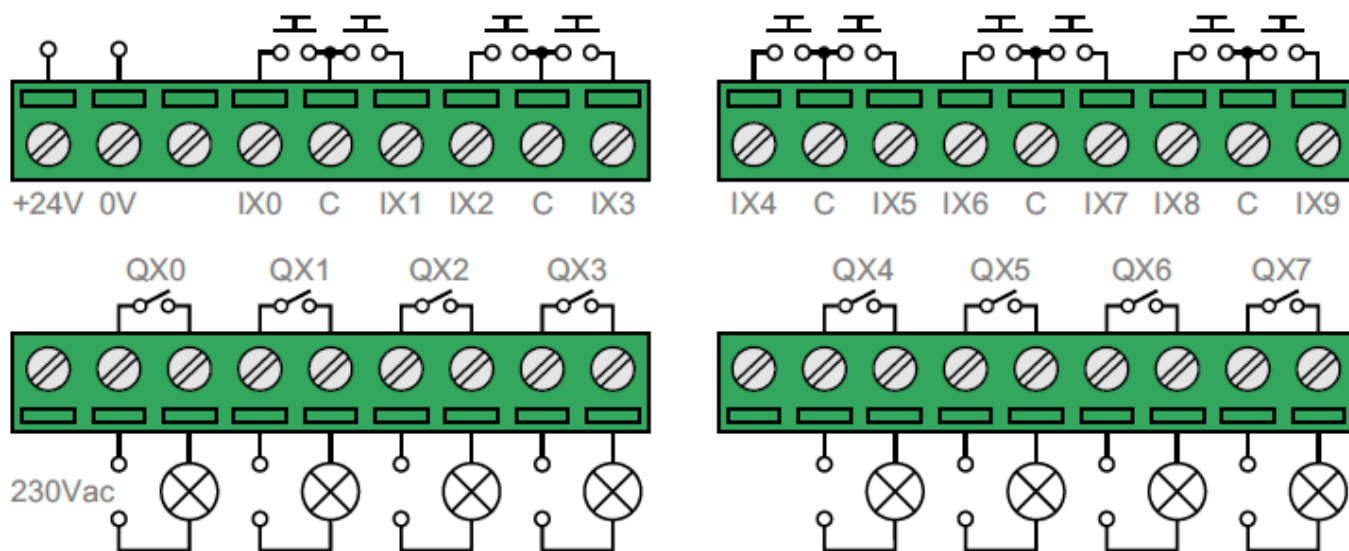 +24V 0V IX0 C IX1 IX2 C IX3 IX4 C IX5 IX6 C IX7 IX8 C IX9
QX0 QX1 QX2 QX3 QX4 QX5 QX6 QX7
230Vac